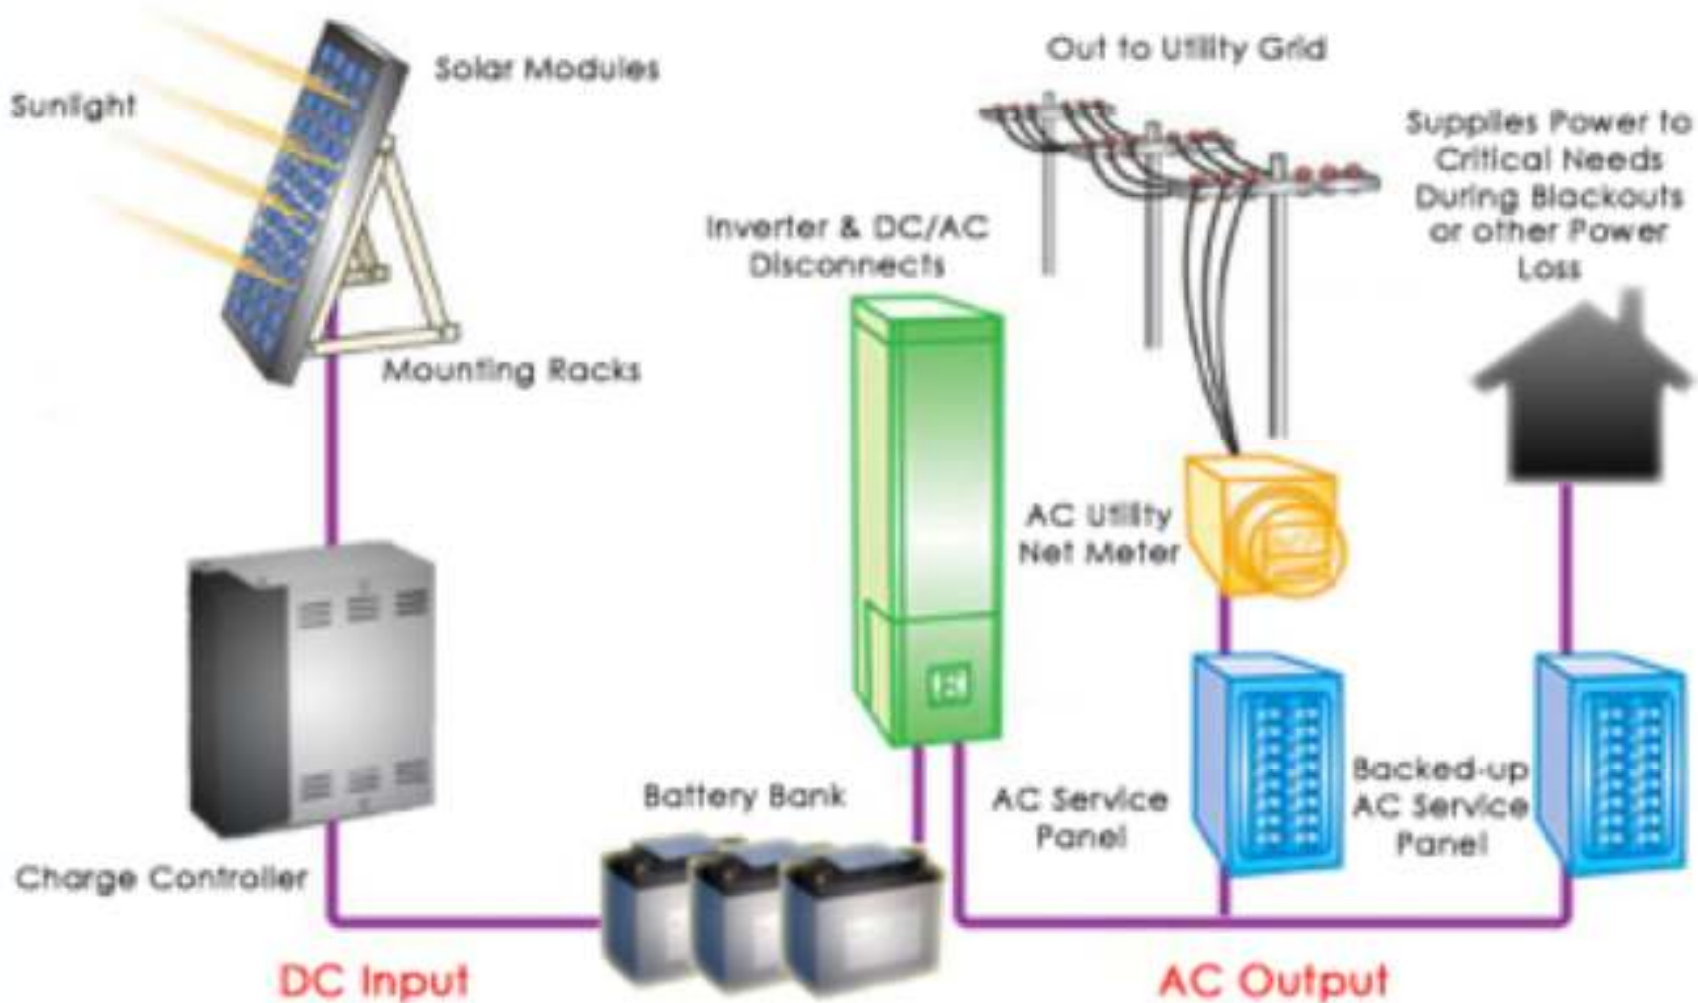 Solar Modules
Sunlight
Mounting Racks
Charge Controller
DC Input
Battery Bank
Inverter & DC/AC
Disconnects
Out to Utility Grid
AC Utility
Net Meter
AC Service
Panel
Supplies Power to
Critical Needs
During Blackouts
or other Power
Loss
Backed-up
AC Service
Panel
AC Output